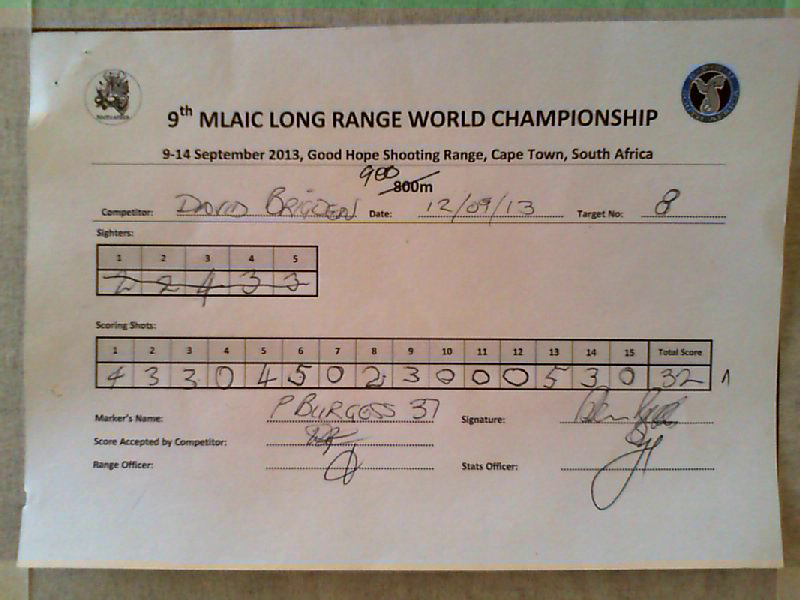 9th MLAIC LONG RANGE WORLD CHAMPIONSHIP
9-14 September 2013, Good Hope Shooting Range, Cape Town, South Africa
900
800m
Competitor: DAVID BRIGDEN Date: 12/09/13 Target No: 8
Sighters:
1 2 3 4 5
2 2 4 3 3
Scoring Shots:
1 2 3 4 5 6 7 8 9 10 11 12 13 14 15 Total Score
4 3 3 0 4 5 0 2 3 0 0 0 5 3 0 32 1
Marker's Name: P BURGESS 37 Signature:
Score Accepted by Competitor:
Range Officer: Stats Officer: